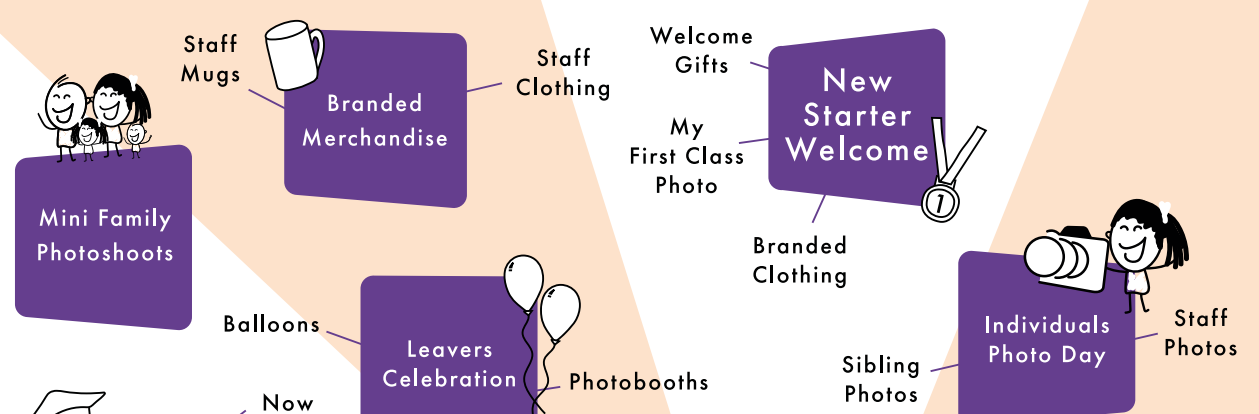 Staff
Mugs
Branded
Merchandise
Staff
Clothing
Welcome
Gifts
New
Starter
Welcome
My
First Class
Photo
1
Branded
Clothing
Mini Family
Photoshoots
Balloons
Leavers
Celebration
Photobooths
Individuals
Photo Day
Staff
Photos
Sibling
Photos
Now